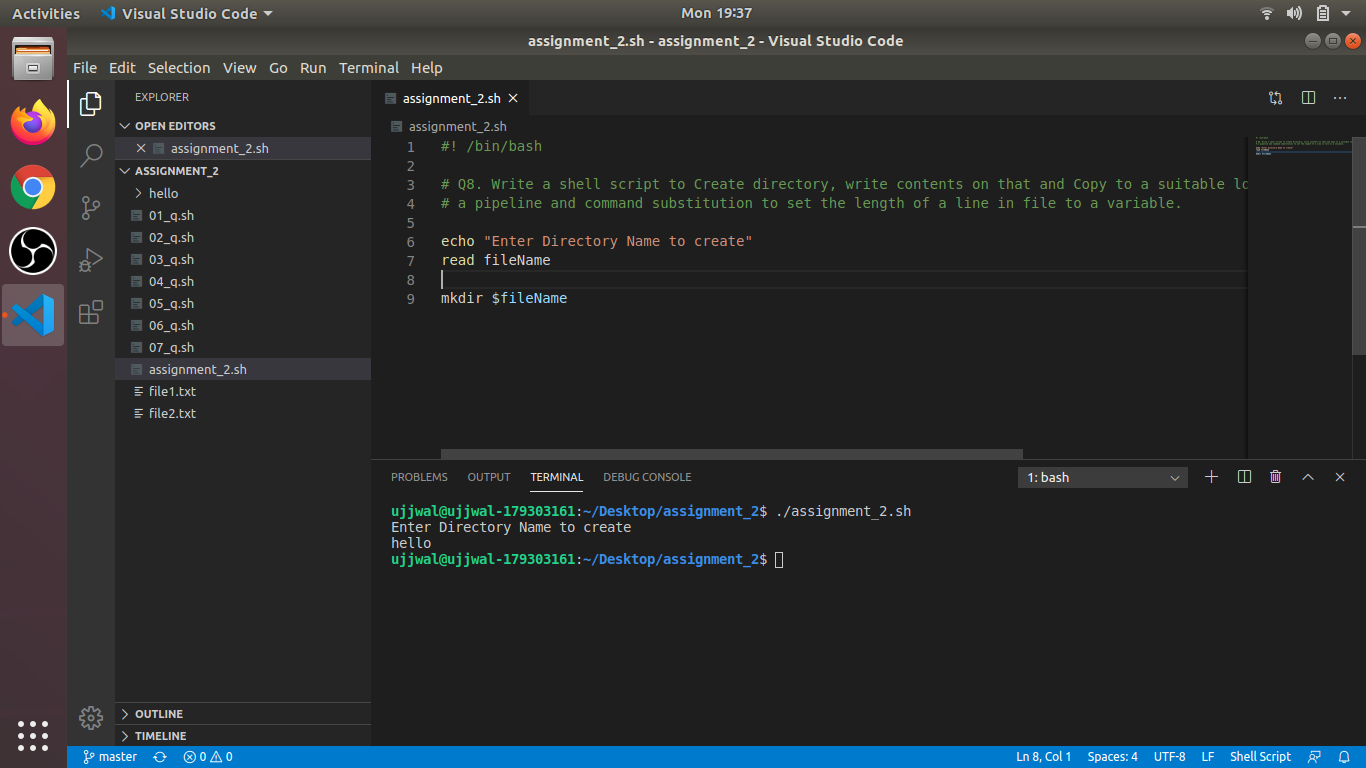 Activities Visual Studio Code Mon 19:37
assignment_2.sh - assignment_2 - Visual Studio Code
File Edit Selection View Go Run Terminal Help
EXPLORER
OPEN EDITORS
assignment_2.sh
ASSIGNMENT_2
hello
01_q.sh
02_q.sh
03_q.sh
04_q.sh
05_q.sh
06_q.sh
07_q.sh
assignment_2.sh
file1.txt
file2.txt
OUTLINE
TIMELINE
assignment_2.sh
assignment_2.sh
1 #! /bin/bash
2
3 # Q8. Write a shell script to Create directory, write contents on that and Copy to a suitable lo
4 # a pipeline and command substitution to set the length of a line in file to a variable.
5
6 echo "Enter Directory Name to create"
7 read fileName
8
9 mkdir $fileName
PROBLEMS OUTPUT TERMINAL DEBUG CONSOLE 1: bash
ujjwal@ujjwal-179303161:~/Desktop/assignment_2$ ./assignment_2.sh
Enter Directory Name to create
hello
ujjwal@ujjwal-179303161:~/Desktop/assignment_2$
master 0 0 Ln 8, Col 1 Spaces: 4 UTF-8 LF Shell Script